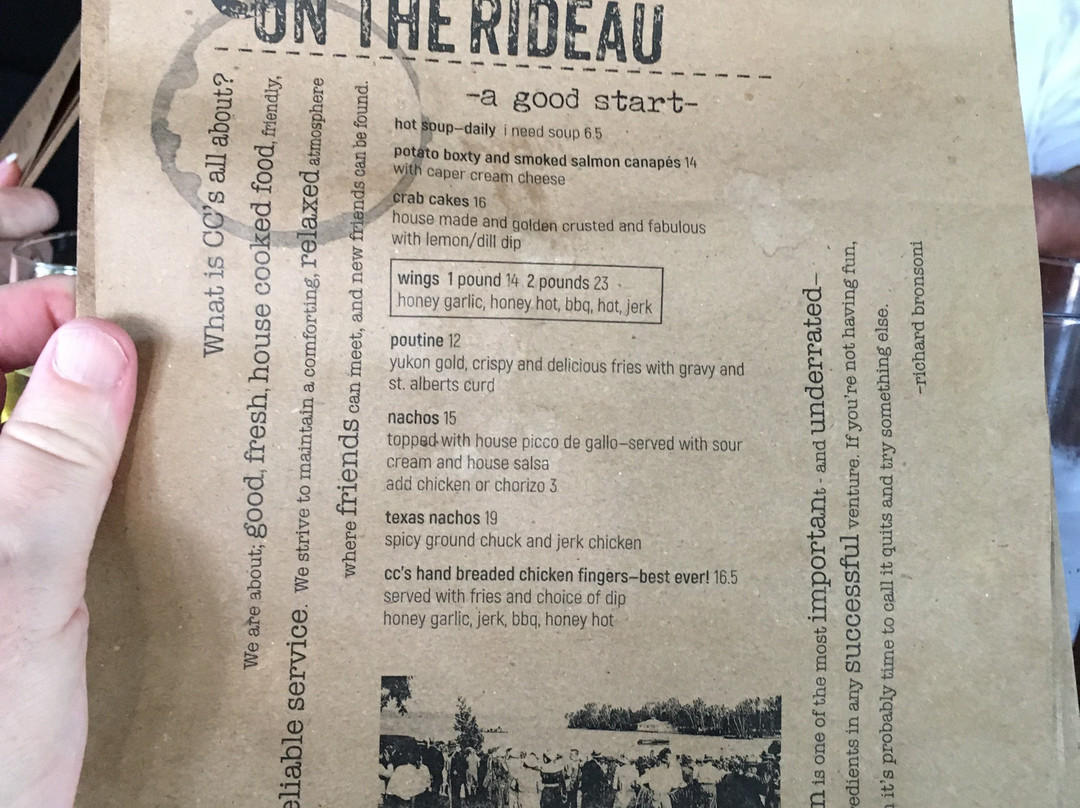 ON THE RIDEAU
-a good start-
hot soup–daily i need soup 6.5
potato boxty and smoked salmon canapés 14
with caper cream cheese
crab cakes 16
house made and golden crusted and fabulous
with lemon/dill dip
wings 1 pound 14 2 pounds 23
honey garlic, honey hot, bbq, hot, jerk
poutine 12
yukon gold, crispy and delicious fries with gravy and
st. alberts curd
nachos 15
topped with house picco de gallo–served with sour
cream and house salsa
add chicken or chorizo 3
texas nachos 19
spicy ground chuck and jerk chicken
cc's hand breaded chicken fingers–best ever! 16.5
served with fries and choice of dip
honey garlic, jerk, bbq, honey hot
What is CC's all about?
We are about; good, fresh, house cooked food, friendly,
eliable service. We strive to maintain a comforting, relaxed atmosphere
where friends can meet, and new friends can be found.
n is one of the most important - and underrated–
edients in any successful venture. If you're not having fun,
it's probably time to call it quits and try something else.
-richard bronsoni